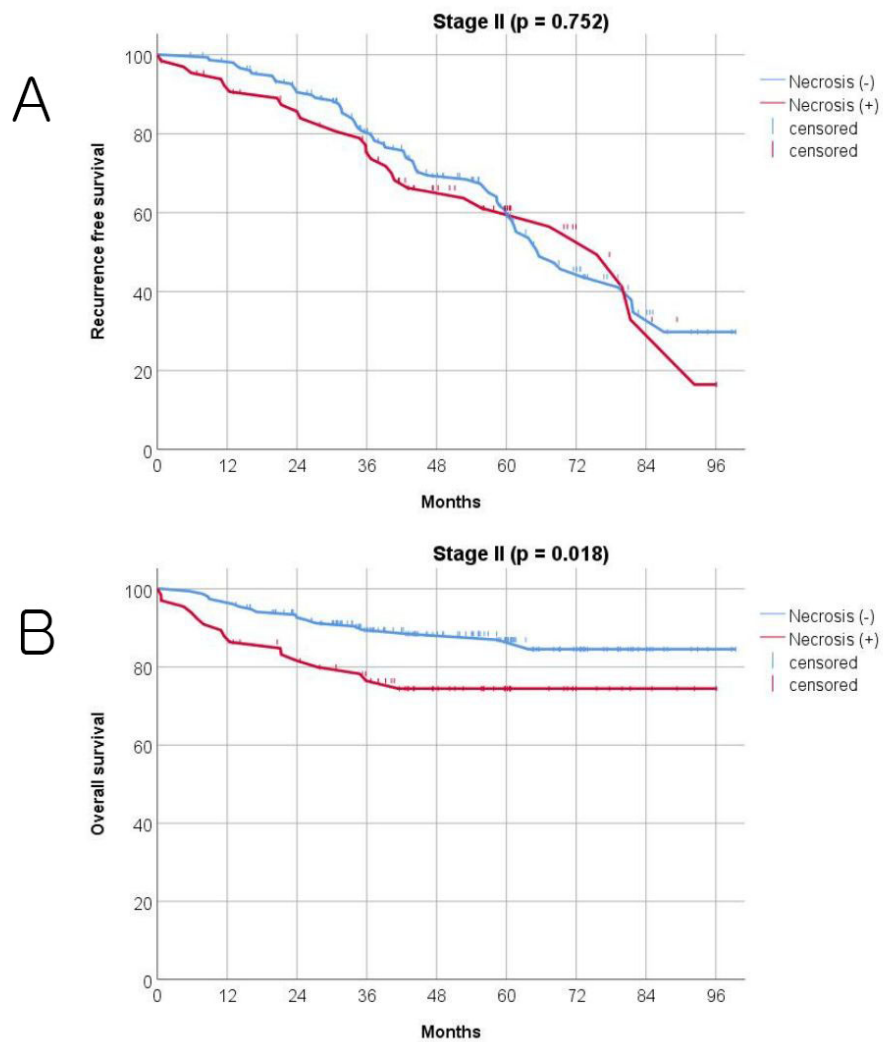 Stage II (p = 0.752)
A
100
80
60
40
20
0
Recurrence free survival
0 12 24 36 48 60 72 84 96
Months
Necrosis (-)
Necrosis (+)
censored
censored
Stage II (p = 0.018)
B
100
80
60
40
20
0
Overall survival
0 12 24 36 48 60 72 84 96
Months
Necrosis (-)
Necrosis (+)
censored
censored